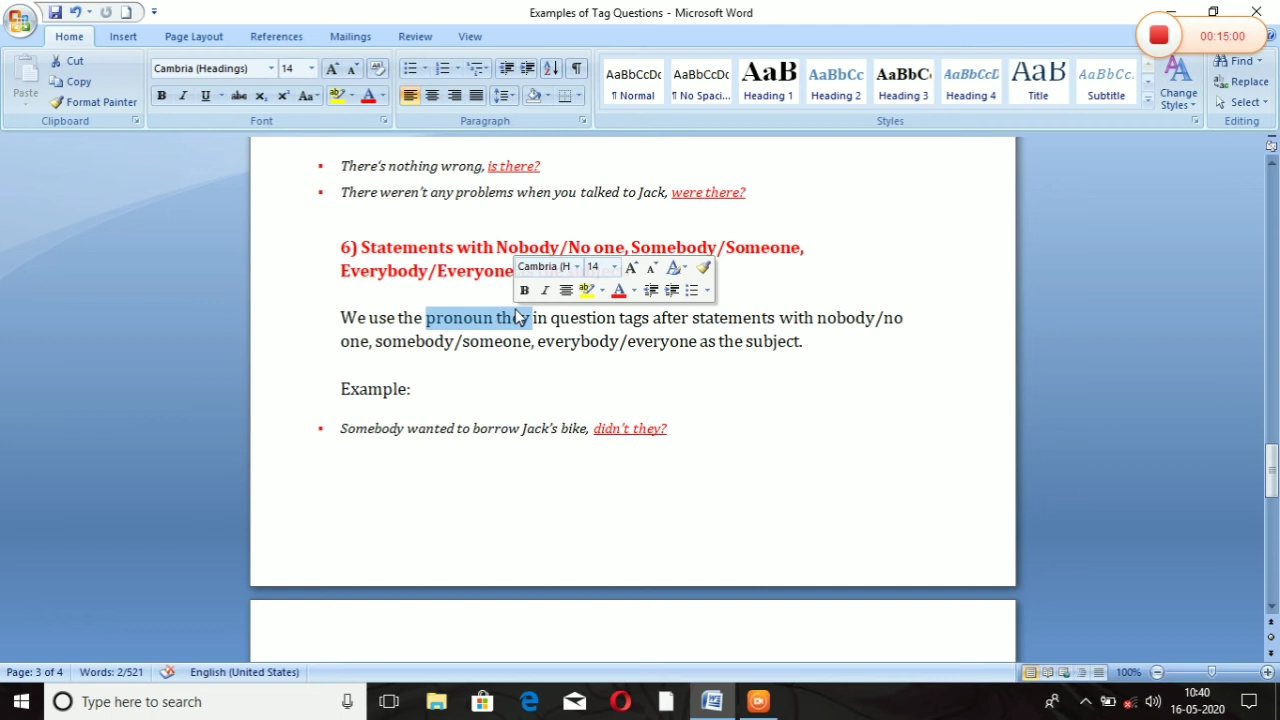 Examples of Tag Questions - Microsoft Word
Home Insert Page Layout References Mailings Review View
00:15:00
Cut
Copy
Format Painter
Paste
Cambria (Headings) 14
AaBbCcDc AaBbCcDc AaB AaBbCc AaBbCc AaBbCcD AaB AaBbCc.
¶ Normal ¶ No Spaci... Heading 1 Heading 2 Heading 3 Heading 4 Title Subtitle
Change
Styles
Find
Replace
Select
Clipboard Font Paragraph Styles Editing
There's nothing wrong, is there?
There weren't any problems when you talked to Jack, were there?
6) Statements with Nobody/No one, Somebody/Someone,
Everybody/Everyone
Cambria (H 14
We use the pronoun they in question tags after statements with nobody/no
one, somebody/someone, everybody/everyone as the subject.
Example:
Somebody wanted to borrow Jack's bike, didn't they?
Page: 3 of 4 Words: 2/521 English (United States) 100%
Type here to search
10:40
16-05-2020